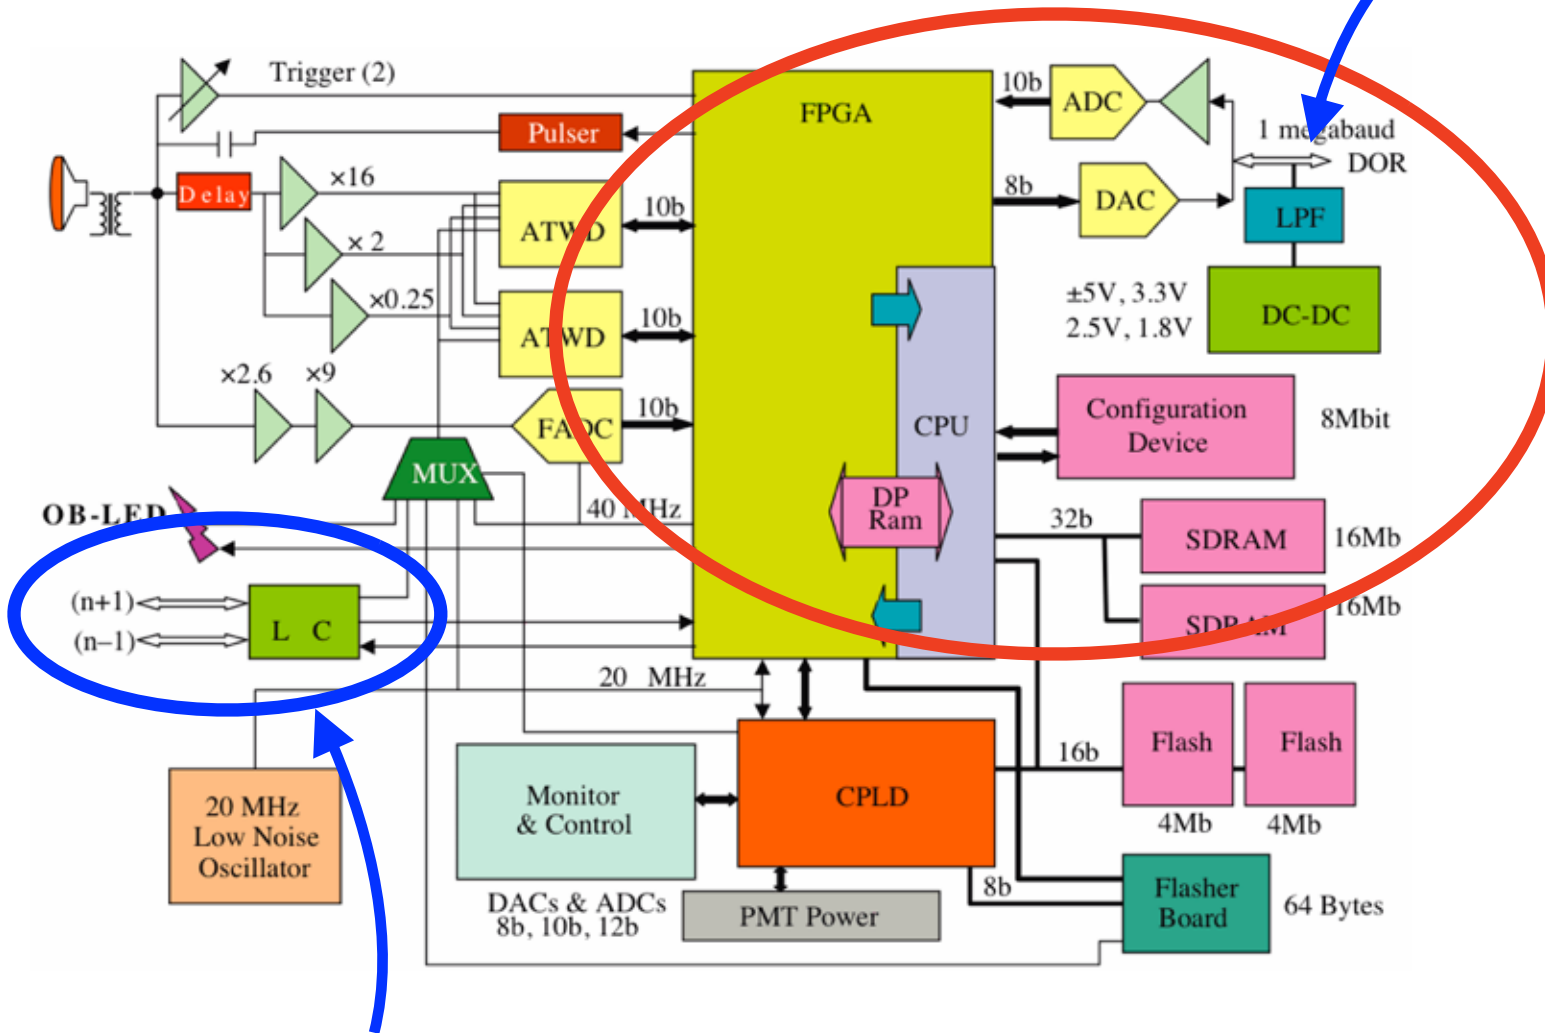 Trigger (2)
FPGA
10b
ADC
1 megabaud
DOR
Pulser
×16
Delay
ATWD
10b
8b
DAC
LPF
× 2
×0.25
±5V, 3.3V
2.5V, 1.8V
DC-DC
ATWD
10b
×2.6
×9
FADC
10b
CPU
Configuration
Device
8Mbit
MUX
OB-LED
40 MHz
DP
Ram
32b
SDRAM
16Mb
(n+1)
(n–1)
L C
SDRAM
16Mb
20 MHz
Flash
Flash
16b
4Mb
4Mb
20 MHz
Low Noise
Oscillator
Monitor
& Control
CPLD
DACs & ADCs
8b, 10b, 12b
PMT Power
8b
Flasher
Board
64 Bytes